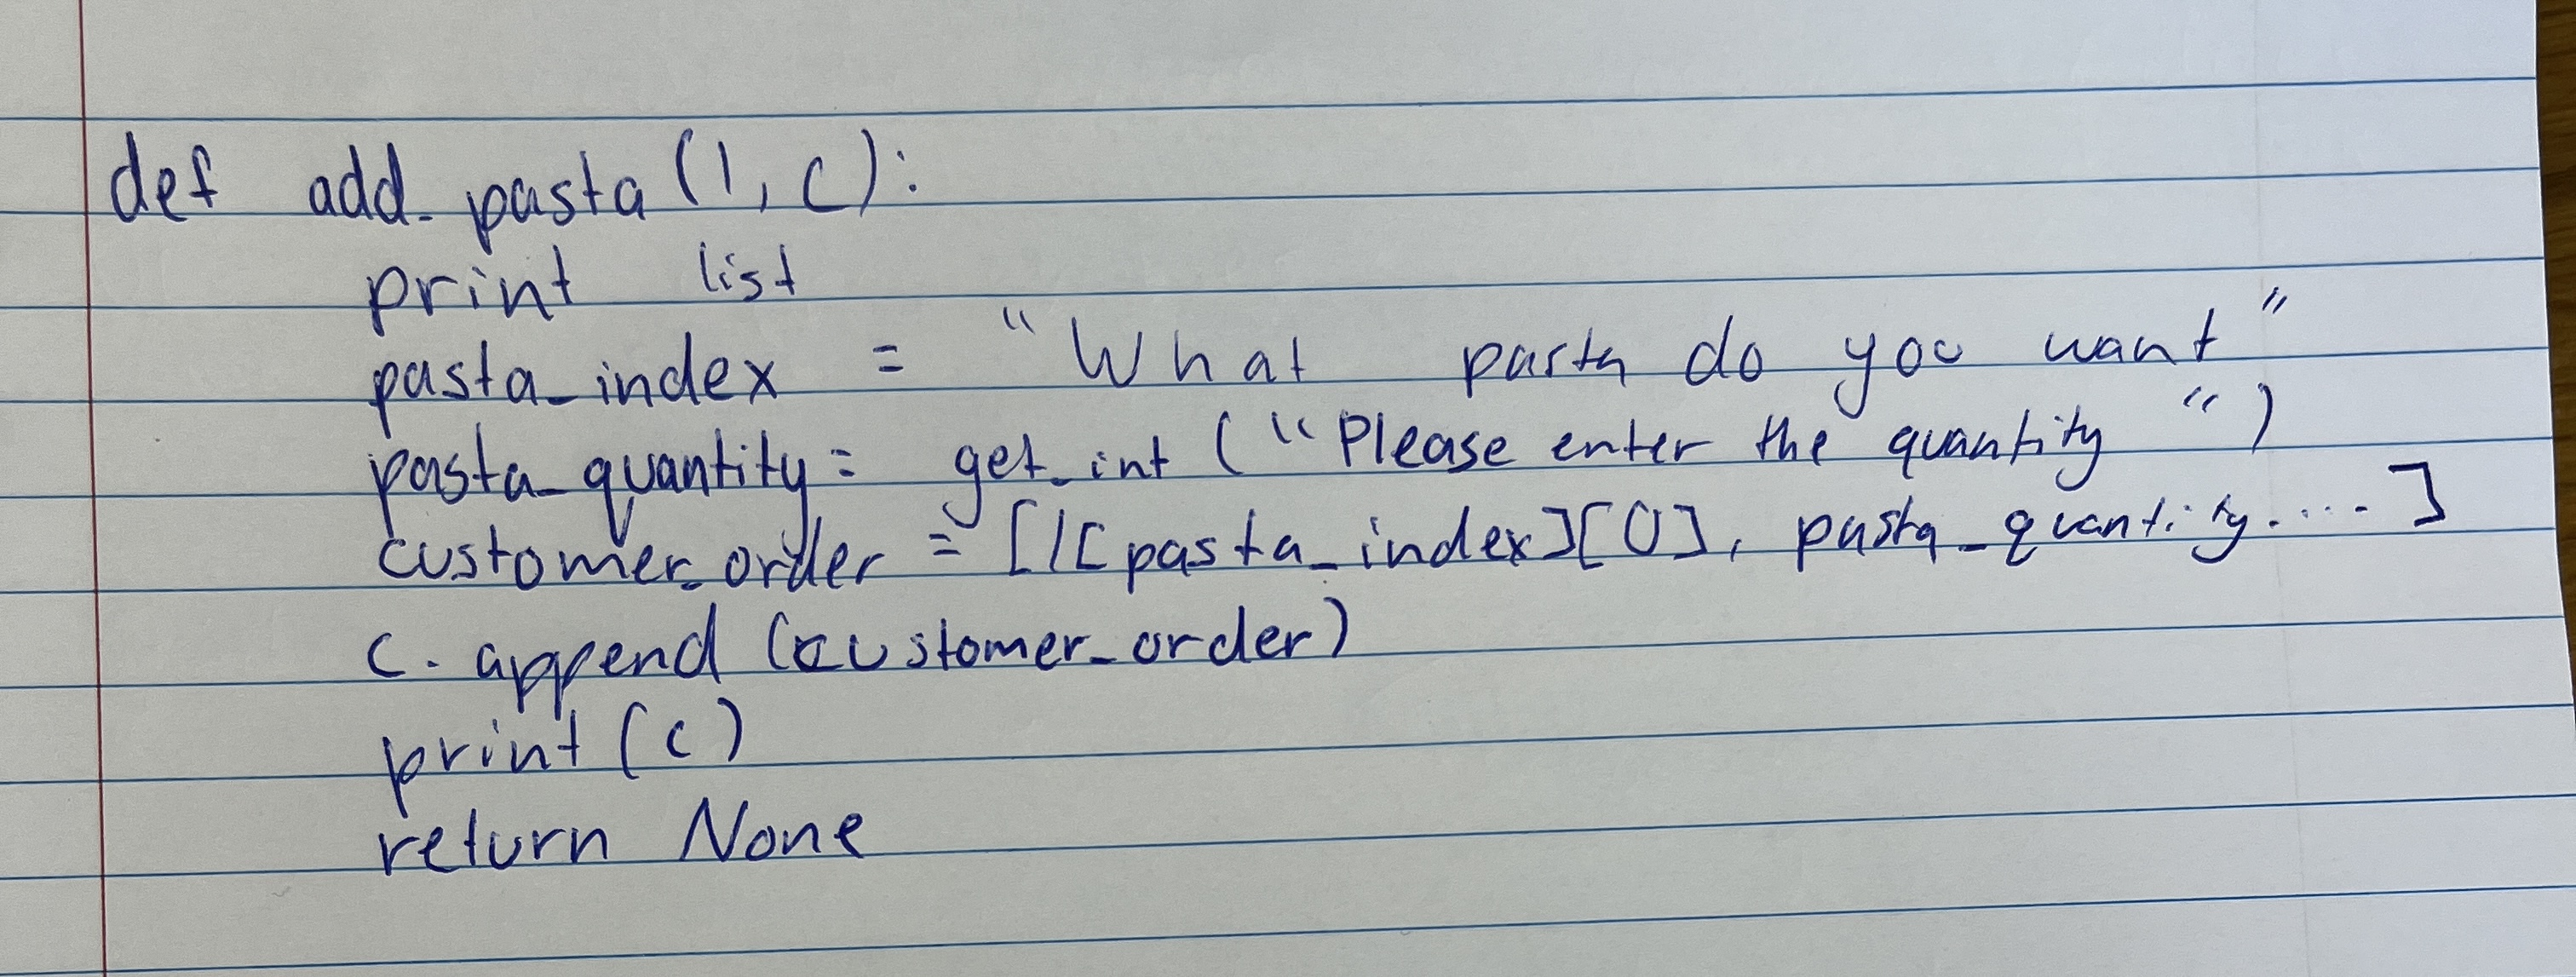 def add_pasta (l, c):
print list
pasta_index = "What pasta do you want"
pasta_quantity = get_int ("Please enter the quantity ")
customer_order = [l[pasta_index][0], pasta_quantity....]
c. append (customer_order)
print (c)
return None